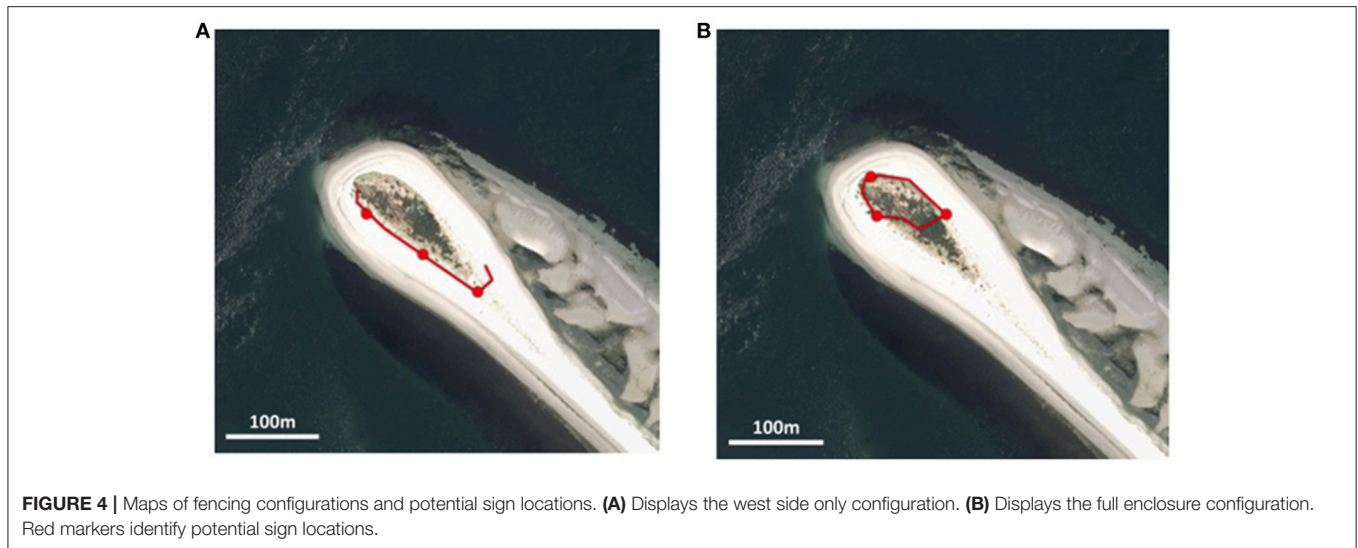 A
B
100m
100m
FIGURE 4 | Maps of fencing configurations and potential sign locations. (A) Displays the west side only configuration. (B) Displays the full enclosure configuration.
Red markers identify potential sign locations.